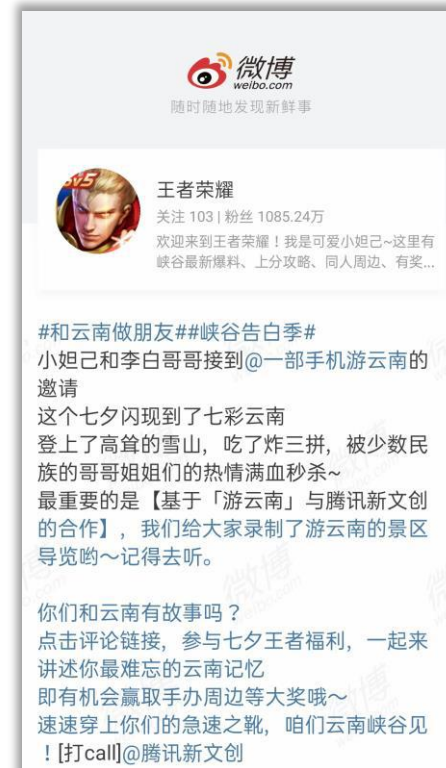 微博
weibo.com
随时随地发现新鲜事
5v5
王者荣耀
关注 103 | 粉丝 1085.24万
欢迎来到王者荣耀！我是可爱小妲己~这里有
峡谷最新爆料、上分攻略、同人周边、有奖...
#和云南做朋友##峡谷告白季#
小妲己和李白哥哥接到@一部手机游云南的
邀请
这个七夕闪现到了七彩云南
登上了高耸的雪山，吃了炸三拼，被少数民
族的哥哥姐姐们的热情满血秒杀~
最重要的是【基于「游云南」与腾讯新文创
的合作】，我们给大家录制了游云南的景区
导览哟～记得去听。
你们和云南有故事吗？
点击评论链接，参与七夕王者福利，一起来
讲述你最难忘的云南记忆
即有机会赢取手办周边等大奖哦～
速速穿上你们的急速之靴，咱们云南峡谷见
！[打call]@腾讯新文创